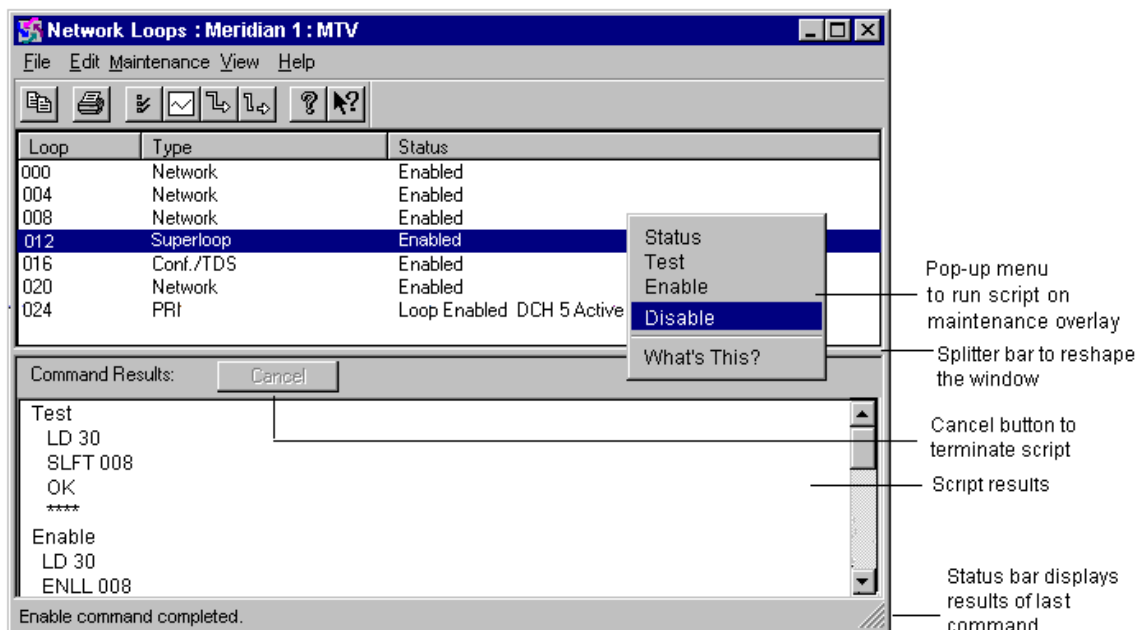 Network Loops : Meridian 1 : MTV
File Edit Maintenance View Help
Loop Type Status
000 Network Enabled
004 Network Enabled
008 Network Enabled
012 Superloop Enabled
016 Conf./TDS Enabled
020 Network Enabled
024 PRI Loop Enabled DCH 5 Active
Status
Test
Enable
Disable
What's This?
Pop-up menu
to run script on
maintenance overlay
Splitter bar to reshape
the window
Command Results: Cancel
Cancel button to
terminate script
Test
LD 30
SLFT 008
OK
****
Enable
LD 30
ENLL 008
Script results
Enable command completed.
Status bar displays
results of last
command